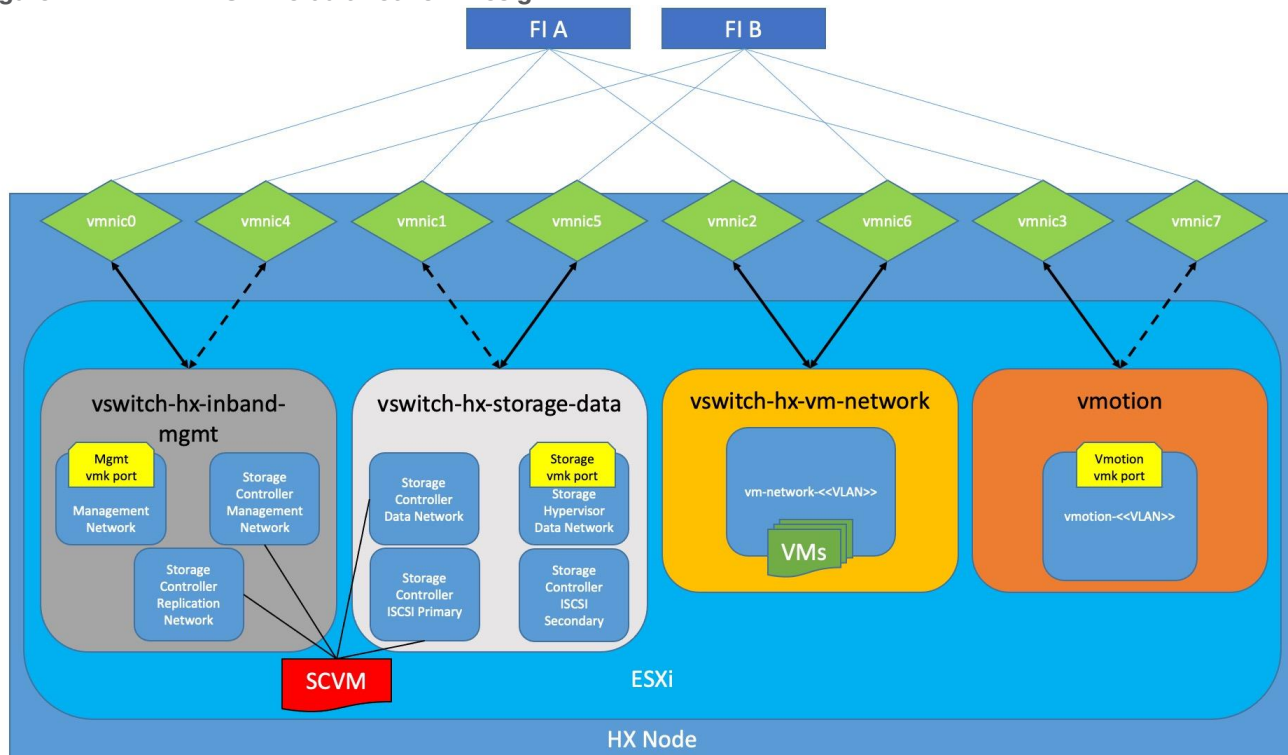 FI A
FI B
vmnic0
vmnic4
vmnic1
vmnic5
vmnic2
vmnic6
vmnic3
vmnic7
vswitch-hx-inband-
mgmt
Mgmt
vmk port
Management
Network
Storage
Controller
Management
Network
Storage
Controller
Replication
Network
vswitch-hx-storage-data
Storage
Controller
Data Network
Storage
vmk port
Storage
Hypervisor
Data Network
Storage
Controller
ISCSI Primary
Storage
Controller
ISCSI
Secondary
vswitch-hx-vm-network
vm-network-<<VLAN>>
VMs
vmotion
Vmotion
vmk port
vmotion-<<VLAN>>
SCVM
ESXi
HX Node